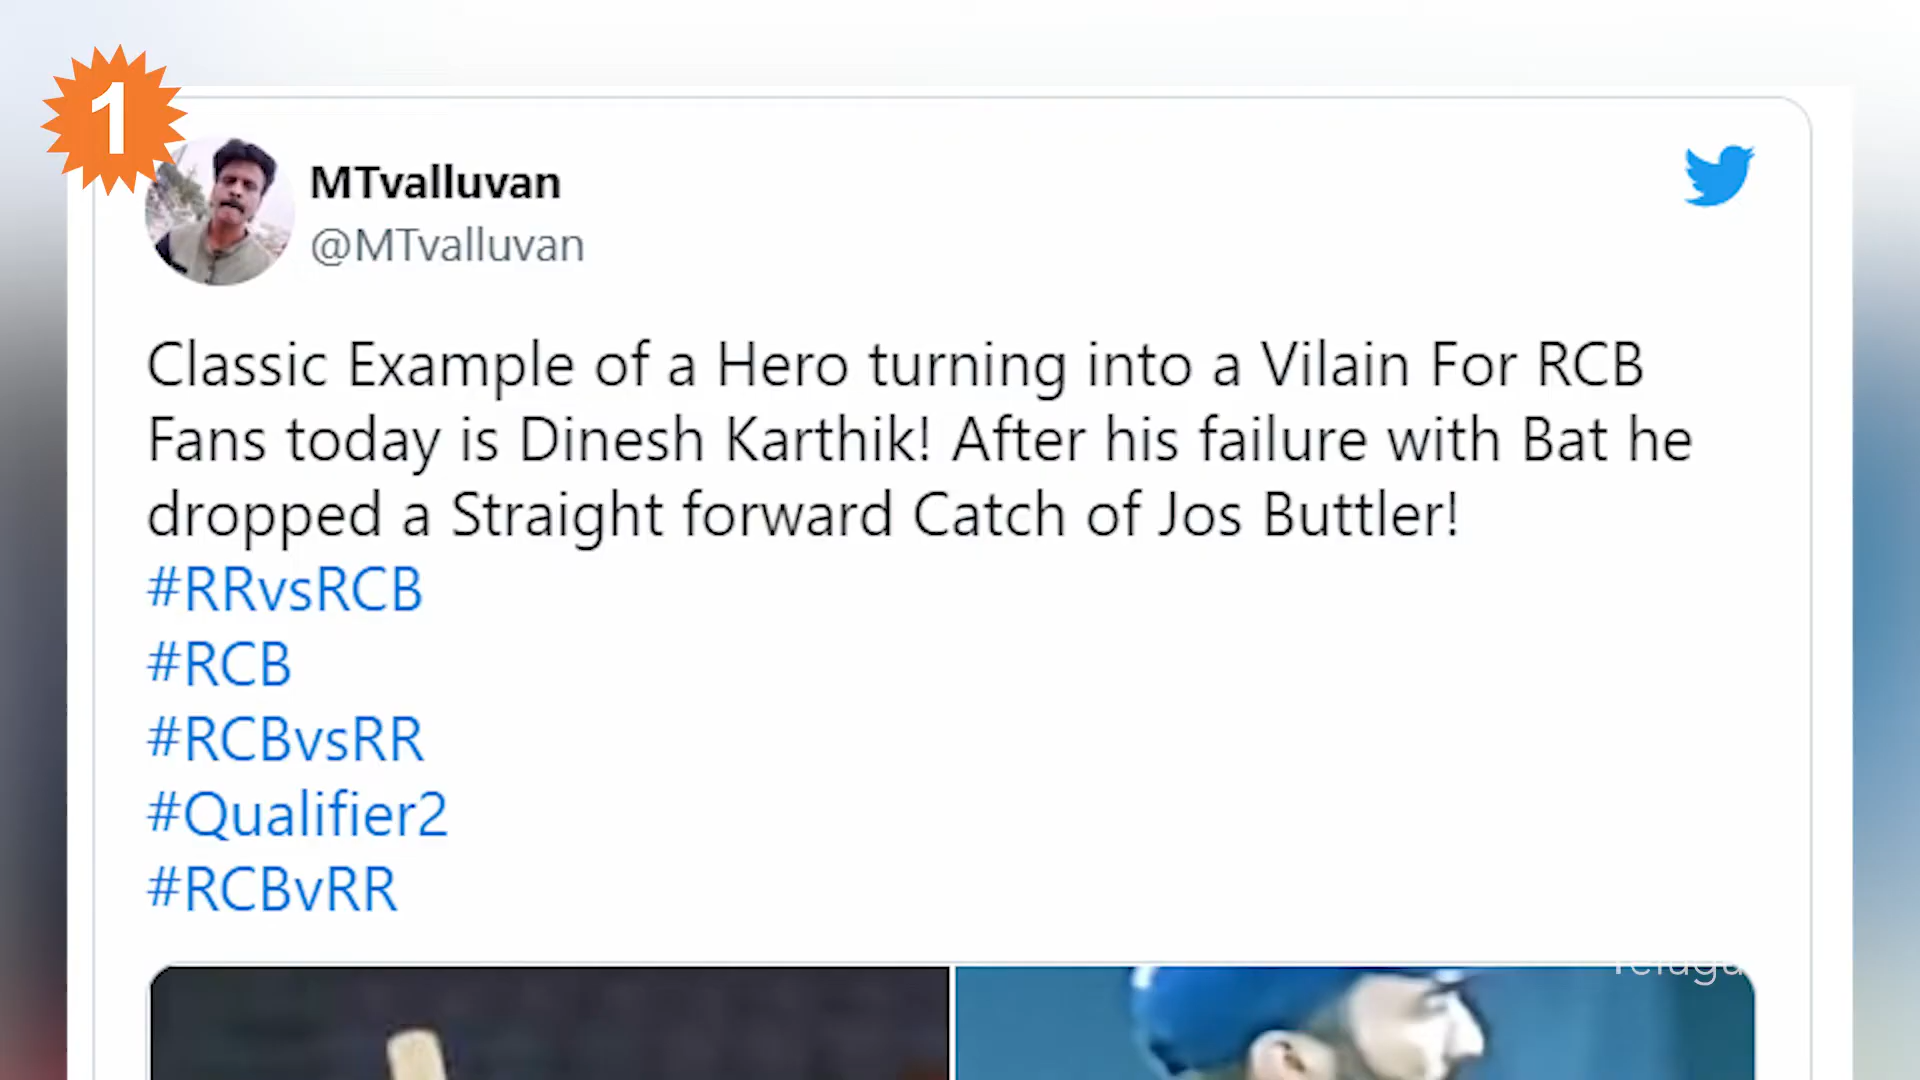 1
MTvalluvan
@MTvalluvan
Classic Example of a Hero turning into a Vilain For RCB
Fans today is Dinesh Karthik! After his failure with Bat he
dropped a Straight forward Catch of Jos Buttler!
#RRvsRCB
#RCB
#RCBvsRR
#Qualifier2
#RCBvRR